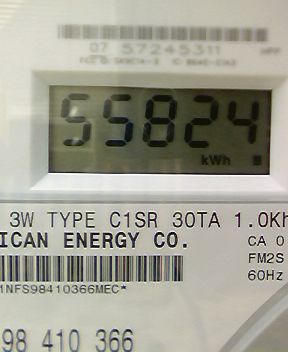 07 57245311
55824
kWh
3W TYPE C1SR 30TA 1.0Kh
ICAN ENERGY CO.
CA 0
FM2S
60Hz
1NFS98410366MEC*
98 410 366